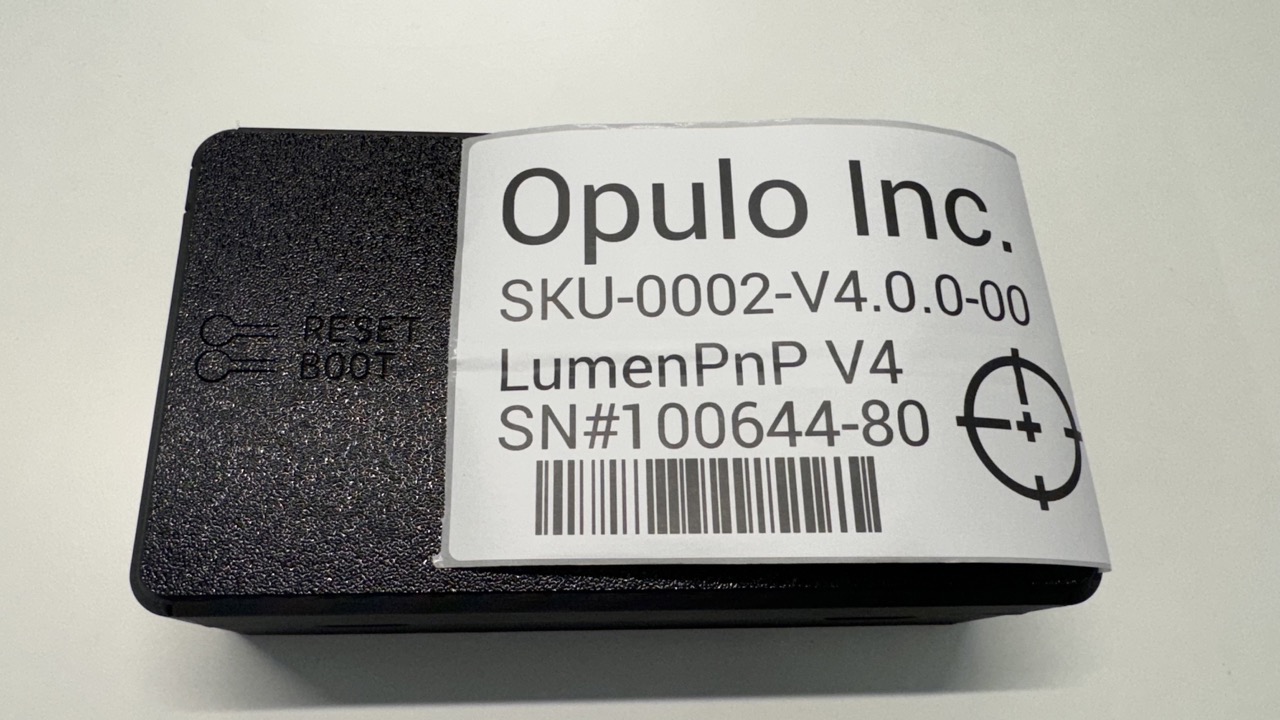 RESET
BOOT
Opulo Inc.
SKU-0002-V4.0.0-00
LumenPnP V4
SN#100644-80